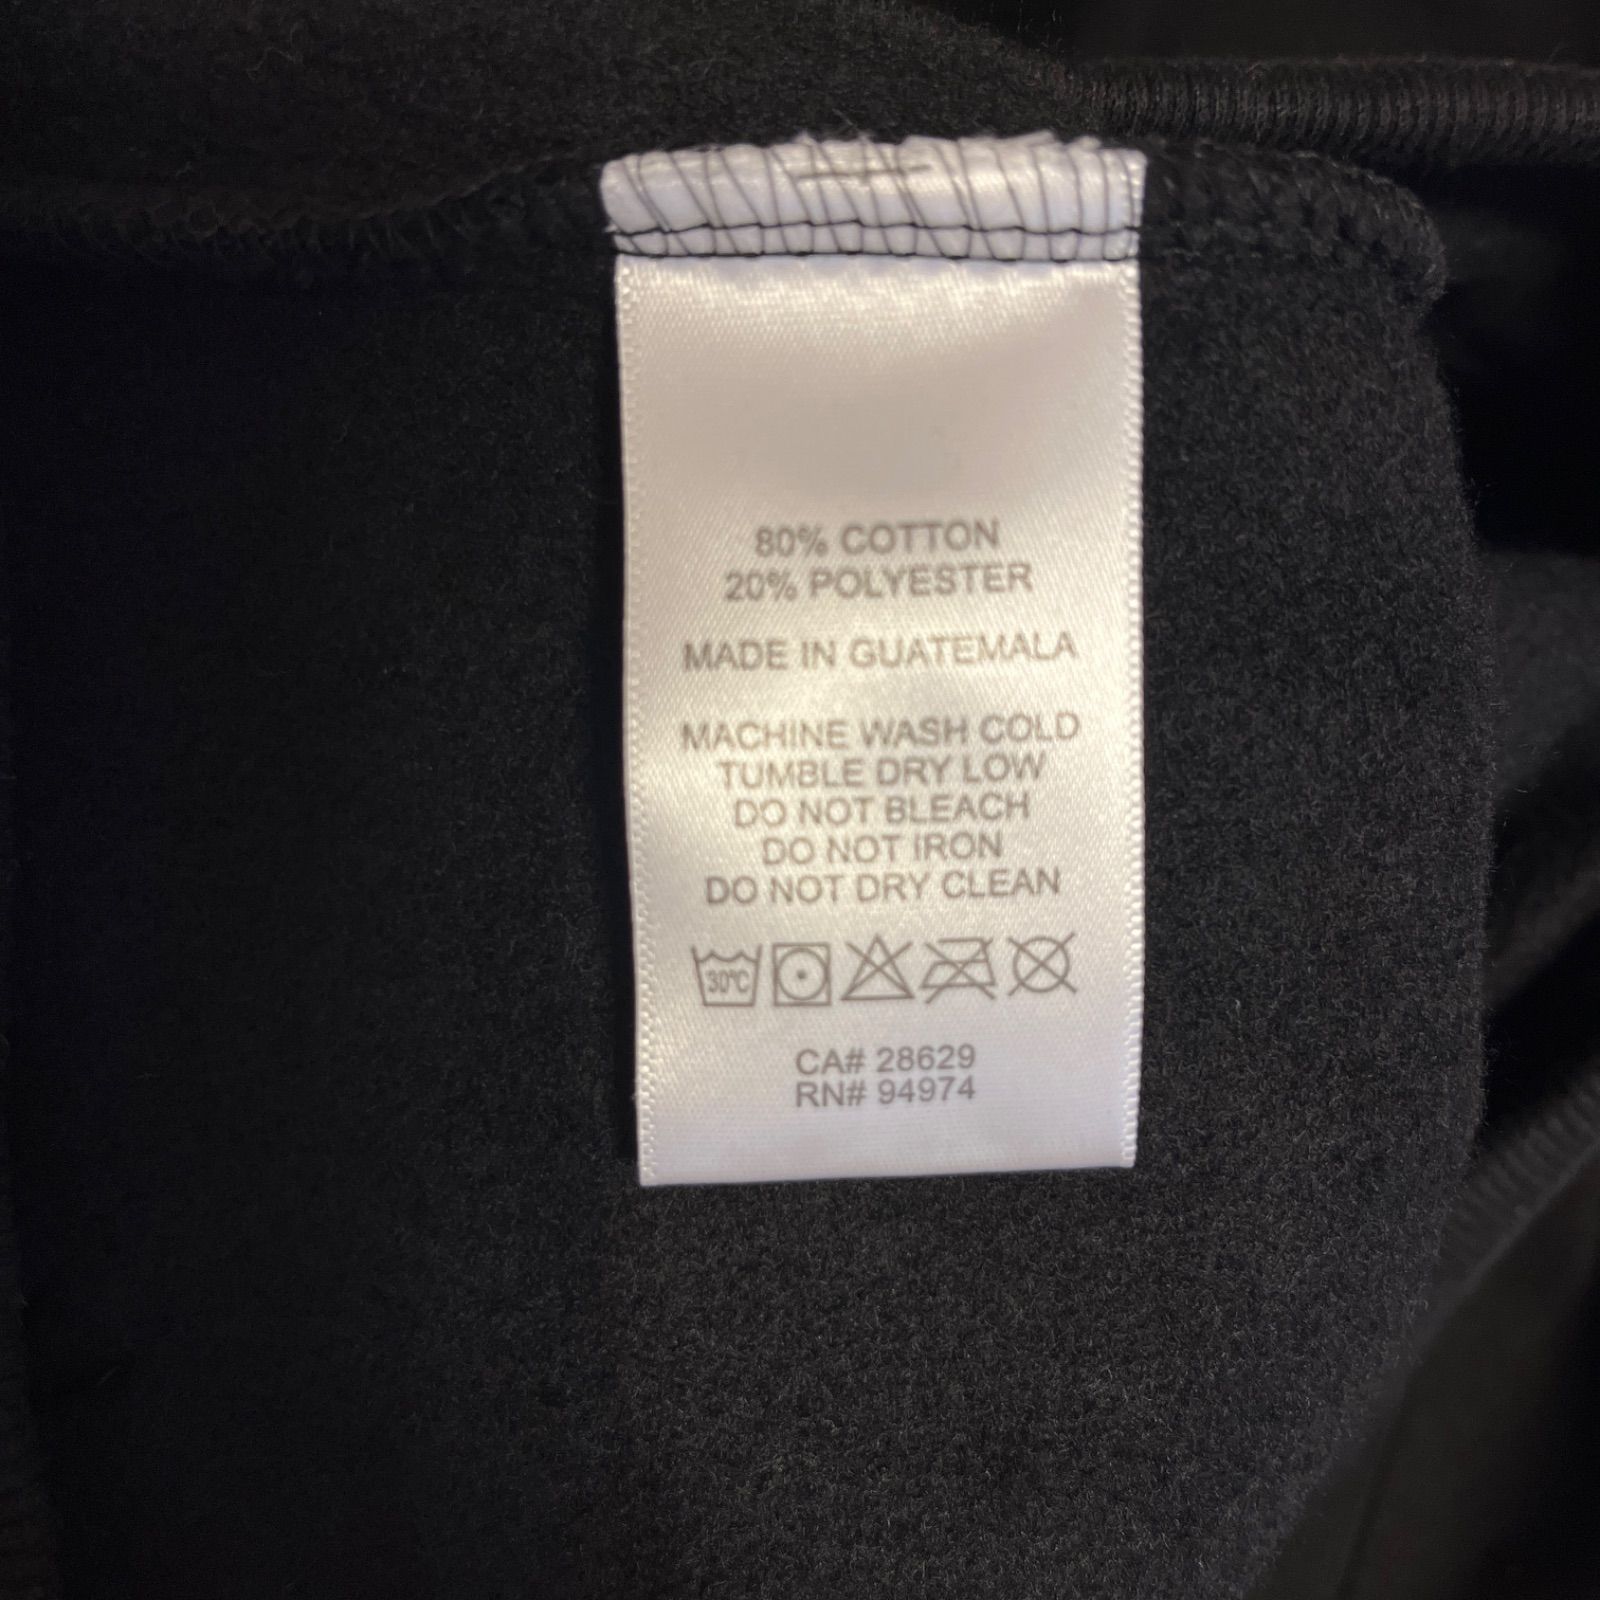 80% COTTON
20% POLYESTER
MADE IN GUATEMALA
MACHINE WASH COLD
TUMBLE DRY LOW
DO NOT BLEACH
DO NOT IRON
DO NOT DRY CLEAN
30°C
CA# 28629
RN# 94974